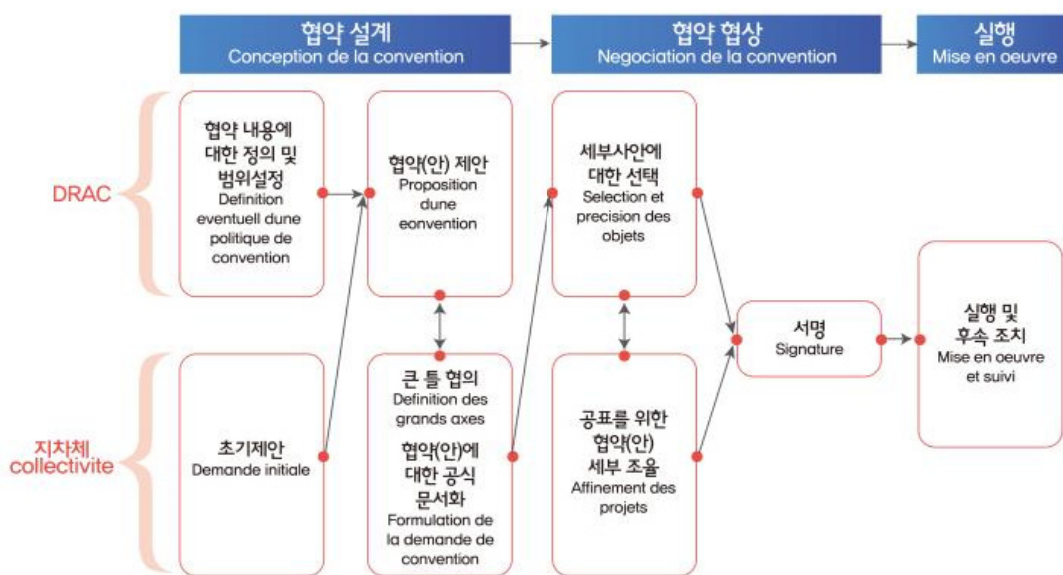 협약 설계
Conception de la convention
협약 협상
Negociation de la convention
실행
Mise en oeuvre
DRAC
협약 내용에
대한 정의 및
범위설정
Definition
eventuell dune
politique de
convention
협약(안) 제안
Proposition
dune
eonvention
세부사안에
대한 선택
Selection et
precision des
objets
서명
Signature
실행 및
후속 조치
Mise en oeuvre
et suivi
지차체
collectivite
초기제안
Demande initiale
큰 틀 협의
Definition des
grands axes
협약(안)에
대한 공식
문서화
Formulation de
la demande de
convention
공표를 위한
협약(안)
세부 조율
Affinement des
projets